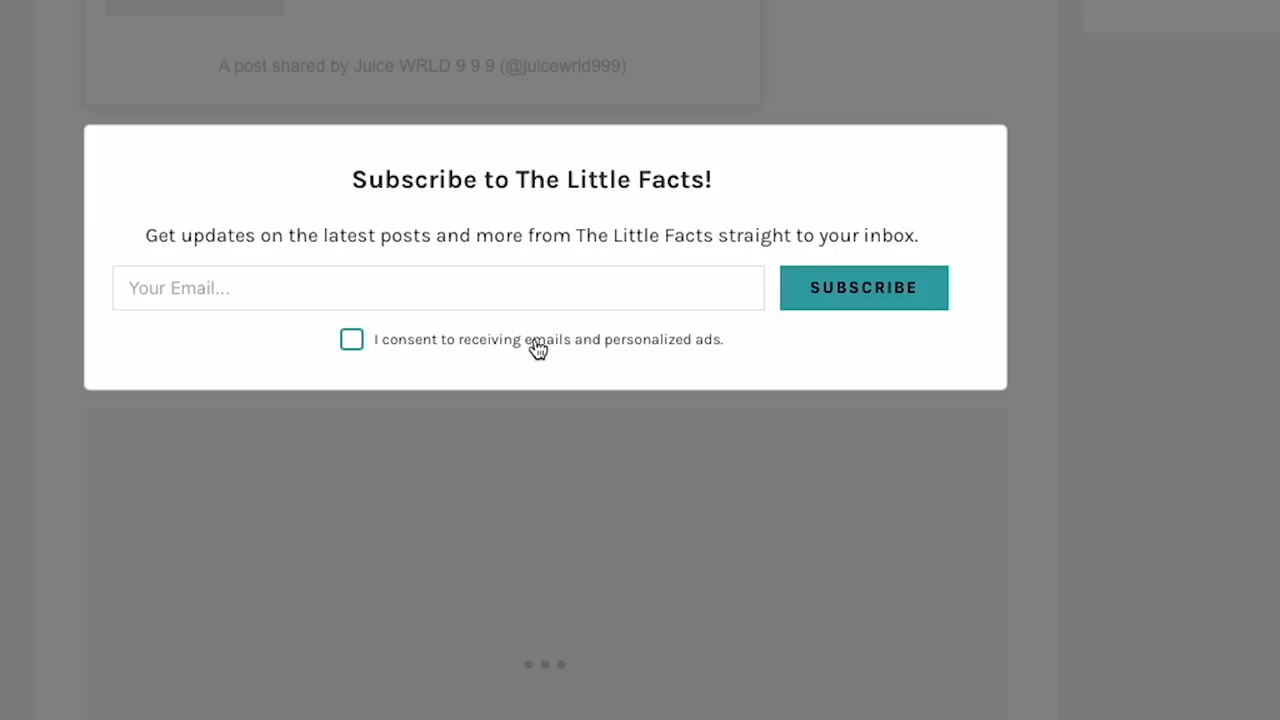 A post shared by Juice WRLD 9 9 9 (@juicewrld999)
Subscribe to The Little Facts!
Get updates on the latest posts and more from The Little Facts straight to your inbox.
Your Email...
SUBSCRIBE
I consent to receiving emails and personalized ads.